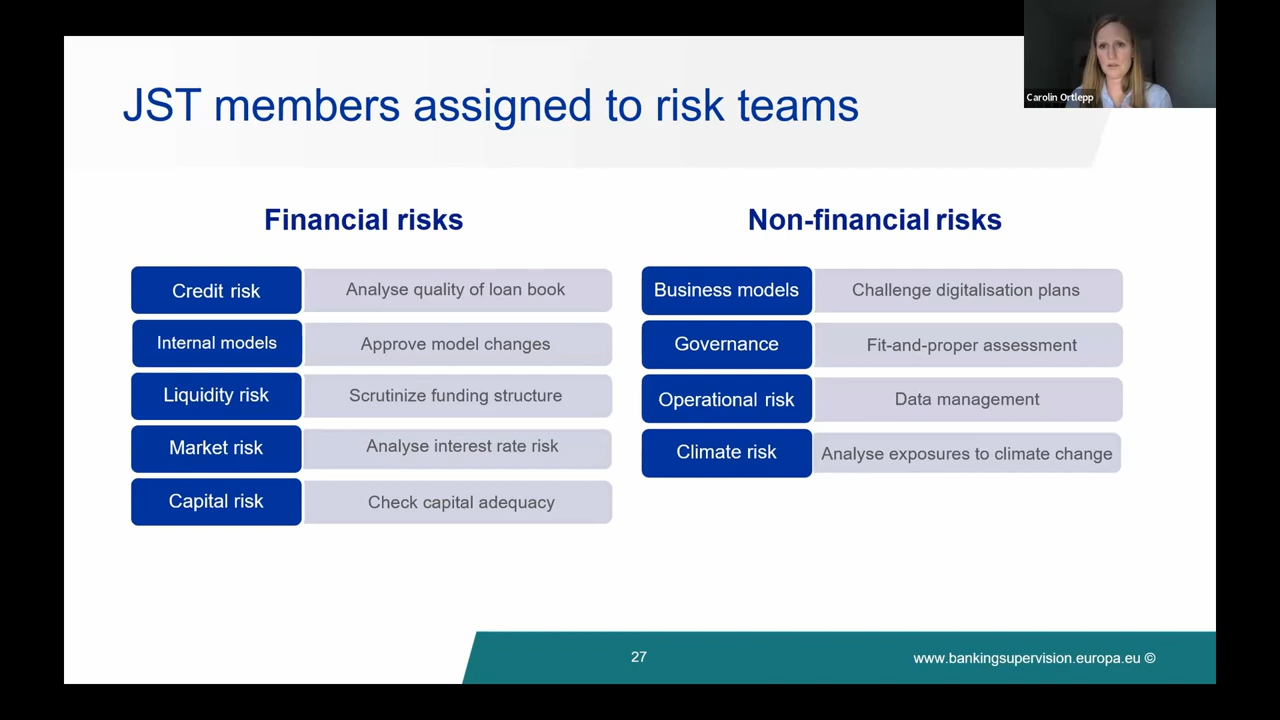 Carolin Ortlepp
JST members assigned to risk teams
Financial risks
Credit risk
Analyse quality of loan book
Internal models
Approve model changes
Liquidity risk
Scrutinize funding structure
Market risk
Analyse interest rate risk
Capital risk
Check capital adequacy
Non-financial risks
Business models
Challenge digitalisation plans
Governance
Fit-and-proper assessment
Operational risk
Data management
Climate risk
Analyse exposures to climate change
27
www.bankingsupervision.europa.eu ©